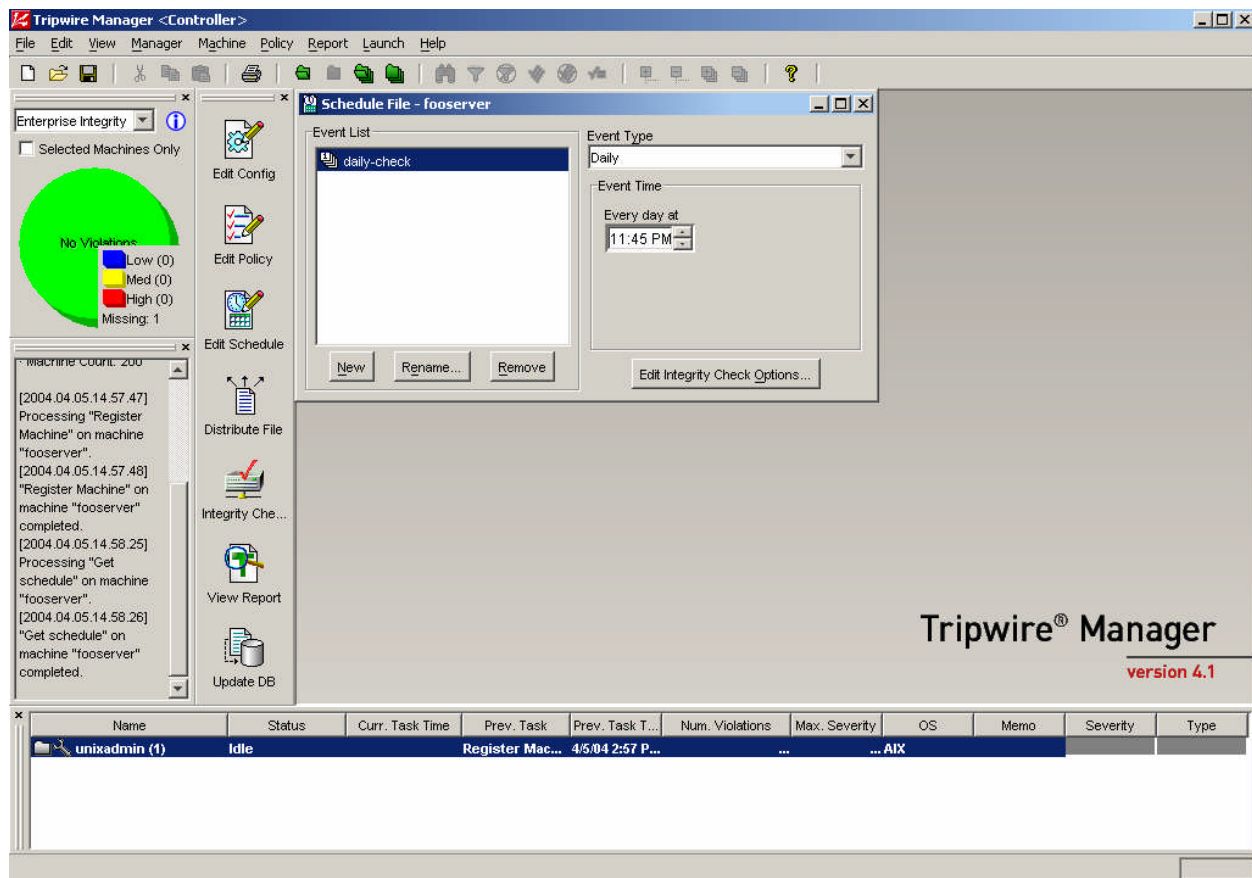 Tripwire Manager <Controller>
File Edit View Manager Machine Policy Report Launch Help
Enterprise Integrity
Selected Machines Only
No Violations
Low (0)
Med (0)
High (0)
Missing: 1
Machine Count: 200
[2004.04.05.14.57.47]
Processing "Register
Machine" on machine
"fooserver".
[2004.04.05.14.57.48]
"Register Machine" on
machine "fooserver"
completed.
[2004.04.05.14.58.25]
Processing "Get
schedule" on machine
"fooserver".
[2004.04.05.14.58.26]
"Get schedule" on
machine "fooserver"
completed.
Edit Config
Edit Policy
Edit Schedule
Distribute File
Integrity Che...
View Report
Update DB
Schedule File - fooserver
Event List
daily-check
New Rename... Remove
Event Type
Daily
Event Time
Every day at
11:45 PM
Edit Integrity Check Options...
Tripwire® Manager
version 4.1
Name Status Curr. Task Time Prev. Task Prev. Task T... Num. Violations Max. Severity OS Memo Severity Type
unixadmin (1) Idle Register Mac... 4/5/04 2:57 P... ... ... AIX